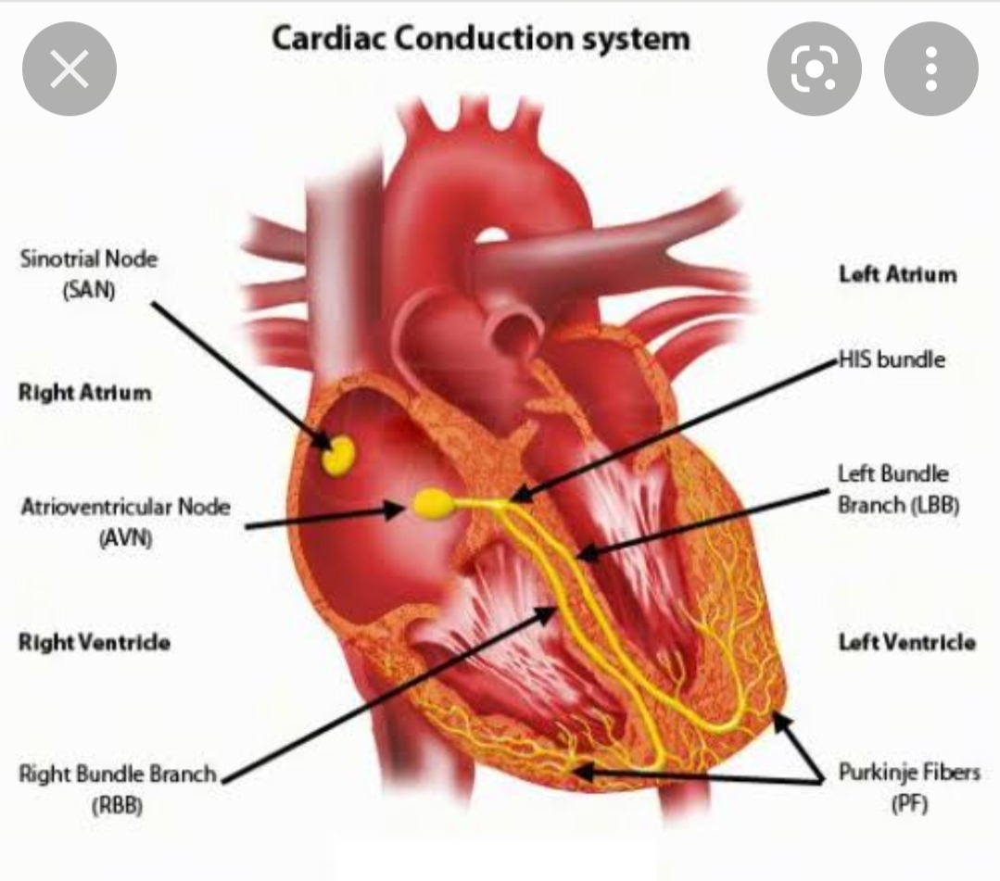 Cardiac Conduction system
Sinotrial Node
(SAN)
Right Atrium
Atrioventricular Node
(AVN)
Right Ventricle
Right Bundle Branch
(RBB)
Left Atrium
HIS bundle
Left Bundle
Branch (LBB)
Left Ventricle
Purkinje Fibers
(PF)